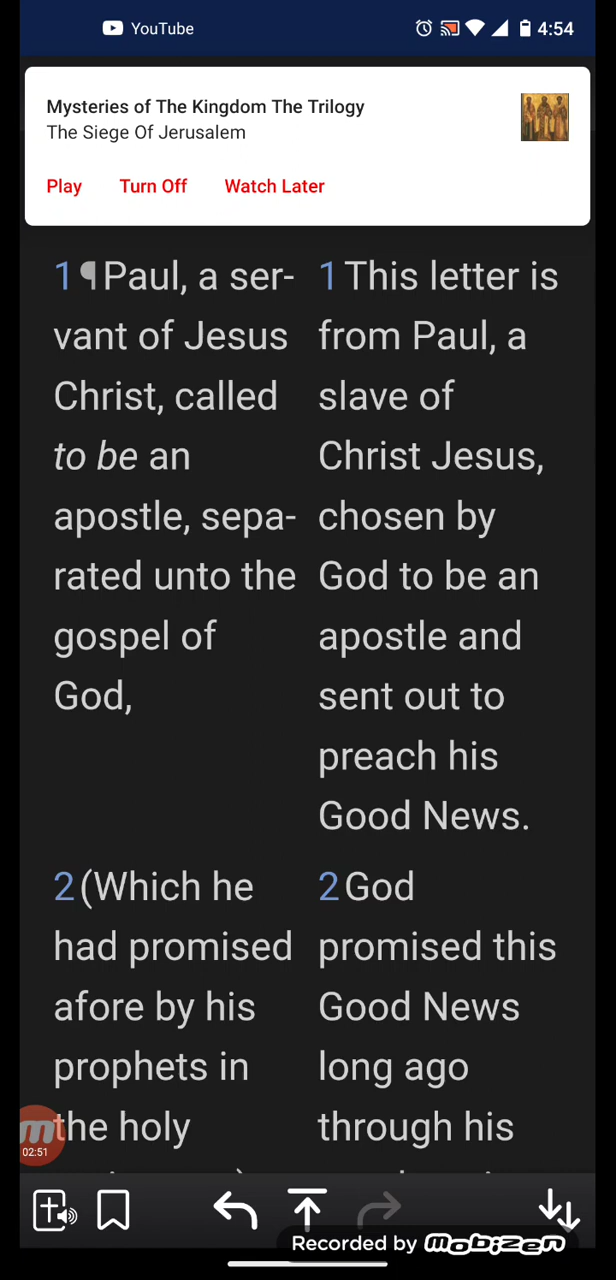 YouTube
4:54
Mysteries of The Kingdom The Trilogy
The Siege Of Jerusalem
Play Turn Off Watch Later
1 ¶ Paul, a ser-
vant of Jesus
Christ, called
to be an
apostle, sepa-
rated unto the
gospel of
God,
1 This letter is
from Paul, a
slave of
Christ Jesus,
chosen by
God to be an
apostle and
sent out to
preach his
Good News.
2 (Which he
had promised
afore by his
prophets in
the holy
2 God
promised this
Good News
long ago
through his
02:51
Recorded by mobizen